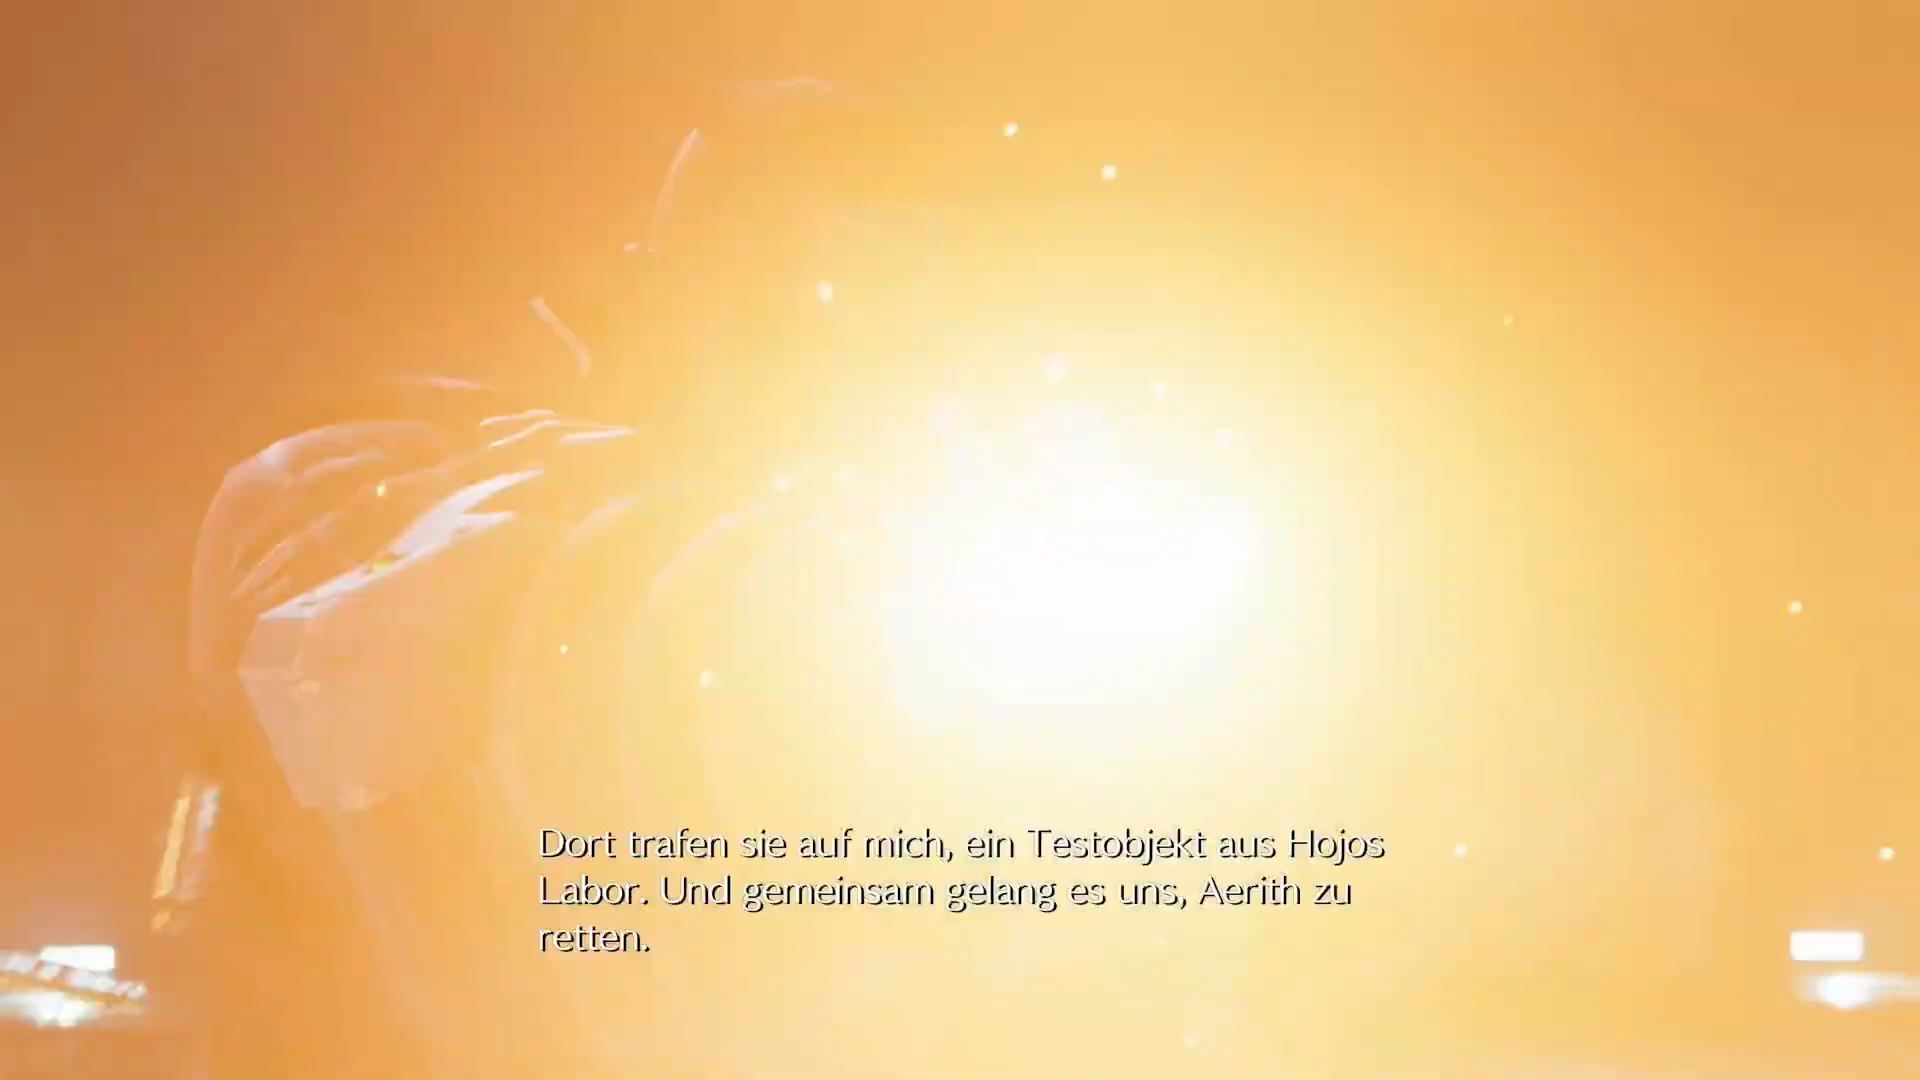 Dort trafen sie auf mich, ein Testobjekt aus Hojos
Labor. Und gemeinsam gelang es uns, Aerith zu
retten.